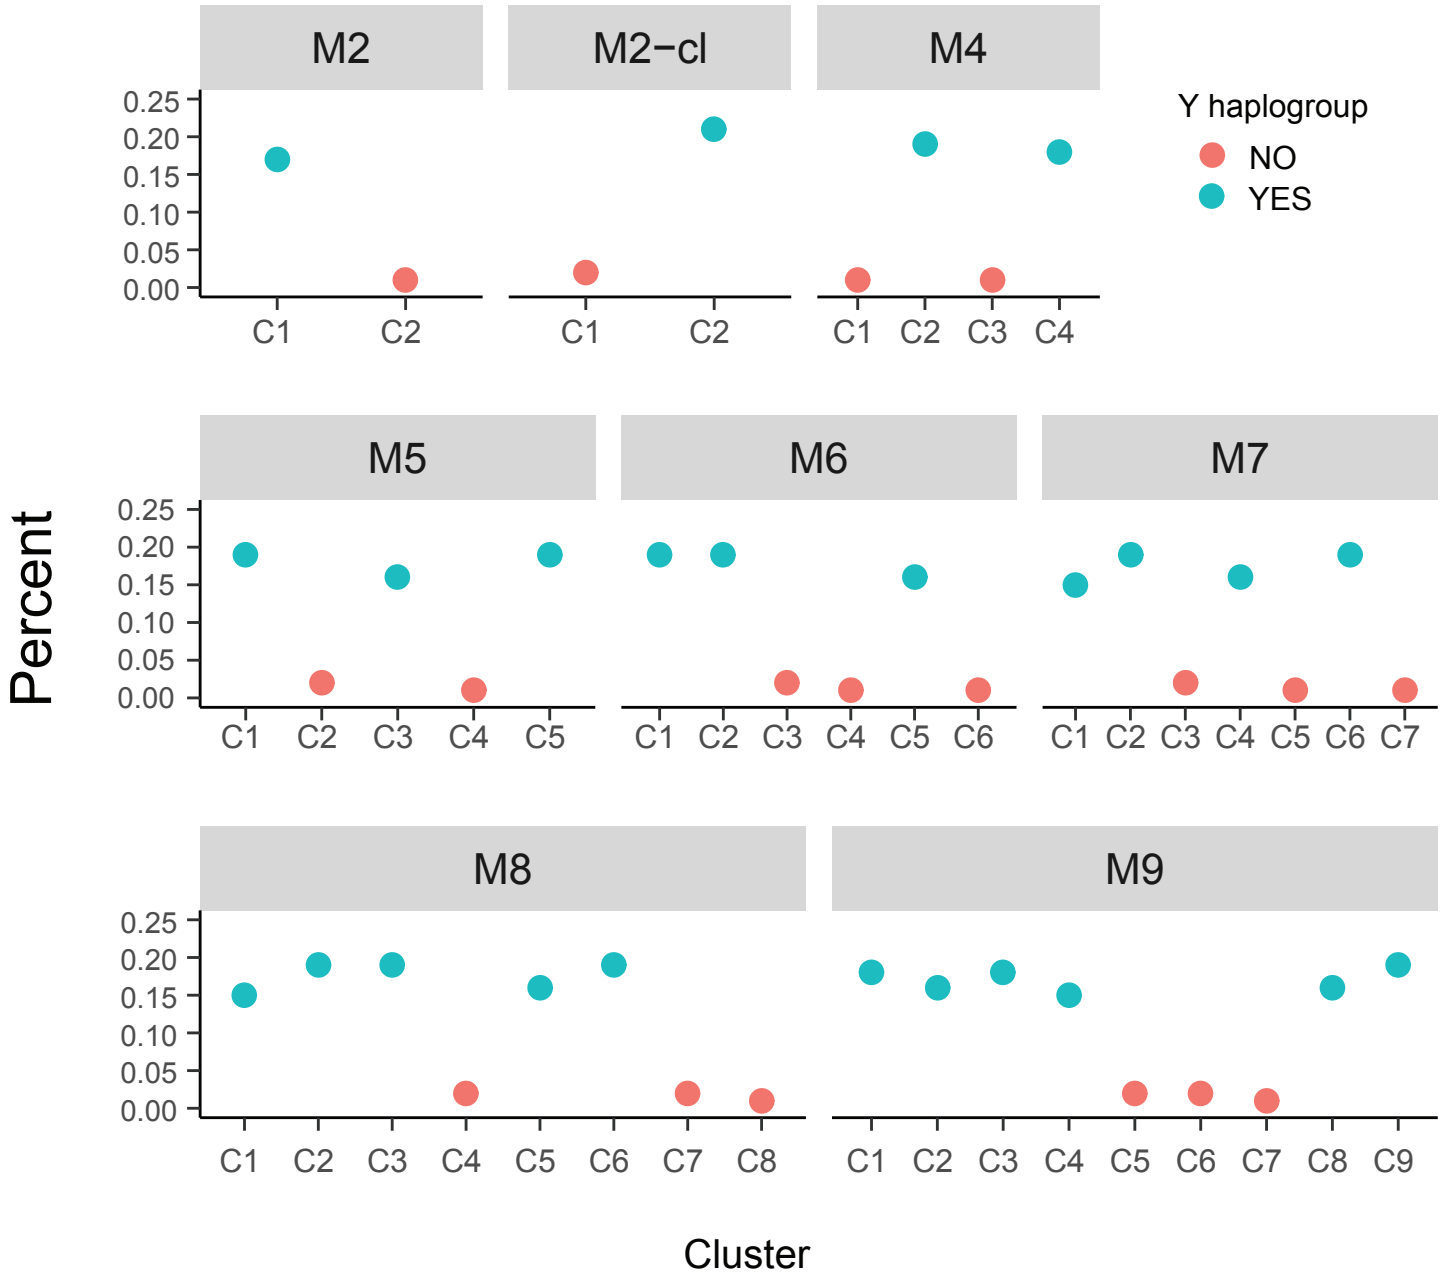 M2 M2−cl M4
Y haplogroup
NO
YES
0.25
0.20
0.15
0.10
0.05
0.00
C1 C2 C1 C2 C1 C2 C3 C4
M5 M6 M7
Percent
0.25
0.20
0.15
0.10
0.05
0.00
C1 C2 C3 C4 C5 C1 C2 C3 C4 C5 C6 C1 C2 C3 C4 C5 C6 C7
M8 M9
0.25
0.20
0.15
0.10
0.05
0.00
C1 C2 C3 C4 C5 C6 C7 C8 C1 C2 C3 C4 C5 C6 C7 C8 C9
Cluster